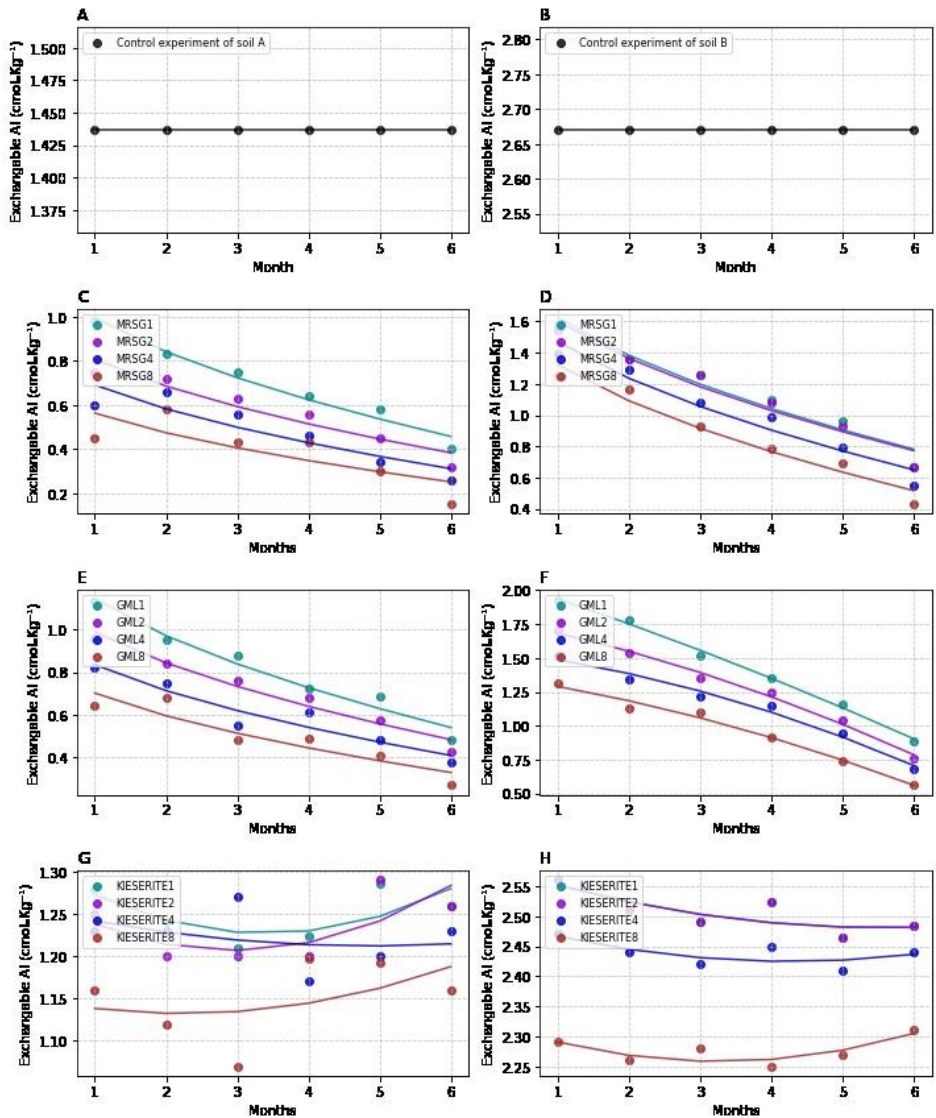 A
B
Exchangable Al (cmoLKg⁻¹)
1.500
1.475
1.450
1.425
1.400
1.375
Control experiment of soil A
1 2 3 4 5 6
Month
Exchangable Al (cmoLKg⁻¹)
2.80
2.75
2.70
2.65
2.60
2.55
Control experiment of soil B
1 2 3 4 5 6
Month
C
D
Exchangable Al (cmoLKg⁻¹)
1.0
0.8
0.6
0.4
0.2
MRSG1
MRSG2
MRSG4
MRSG8
1 2 3 4 5 6
Months
Exchangable Al (cmoLKg⁻¹)
1.6
1.4
1.2
1.0
0.8
0.6
0.4
MRSG1
MRSG2
MRSG4
MRSG8
1 2 3 4 5 6
Months
E
F
Exchangable Al (cmoLKg⁻¹)
1.0
0.8
0.6
0.4
GML1
GML2
GML4
GML8
1 2 3 4 5 6
Months
Exchangable Al (cmoLKg⁻¹)
2.00
1.75
1.50
1.25
1.00
0.75
0.50
GML1
GML2
GML4
GML8
1 2 3 4 5 6
Months
G
H
Exchangable Al (cmoLKg⁻¹)
1.30
1.25
1.20
1.15
1.10
KIESERITE1
KIESERITE2
KIESERITE4
KIESERITE8
1 2 3 4 5 6
Months
Exchangable Al (cmoLKg⁻¹)
2.55
2.50
2.45
2.40
2.35
2.30
2.25
KIESERITE1
KIESERITE2
KIESERITE4
KIESERITE8
1 2 3 4 5 6
Months